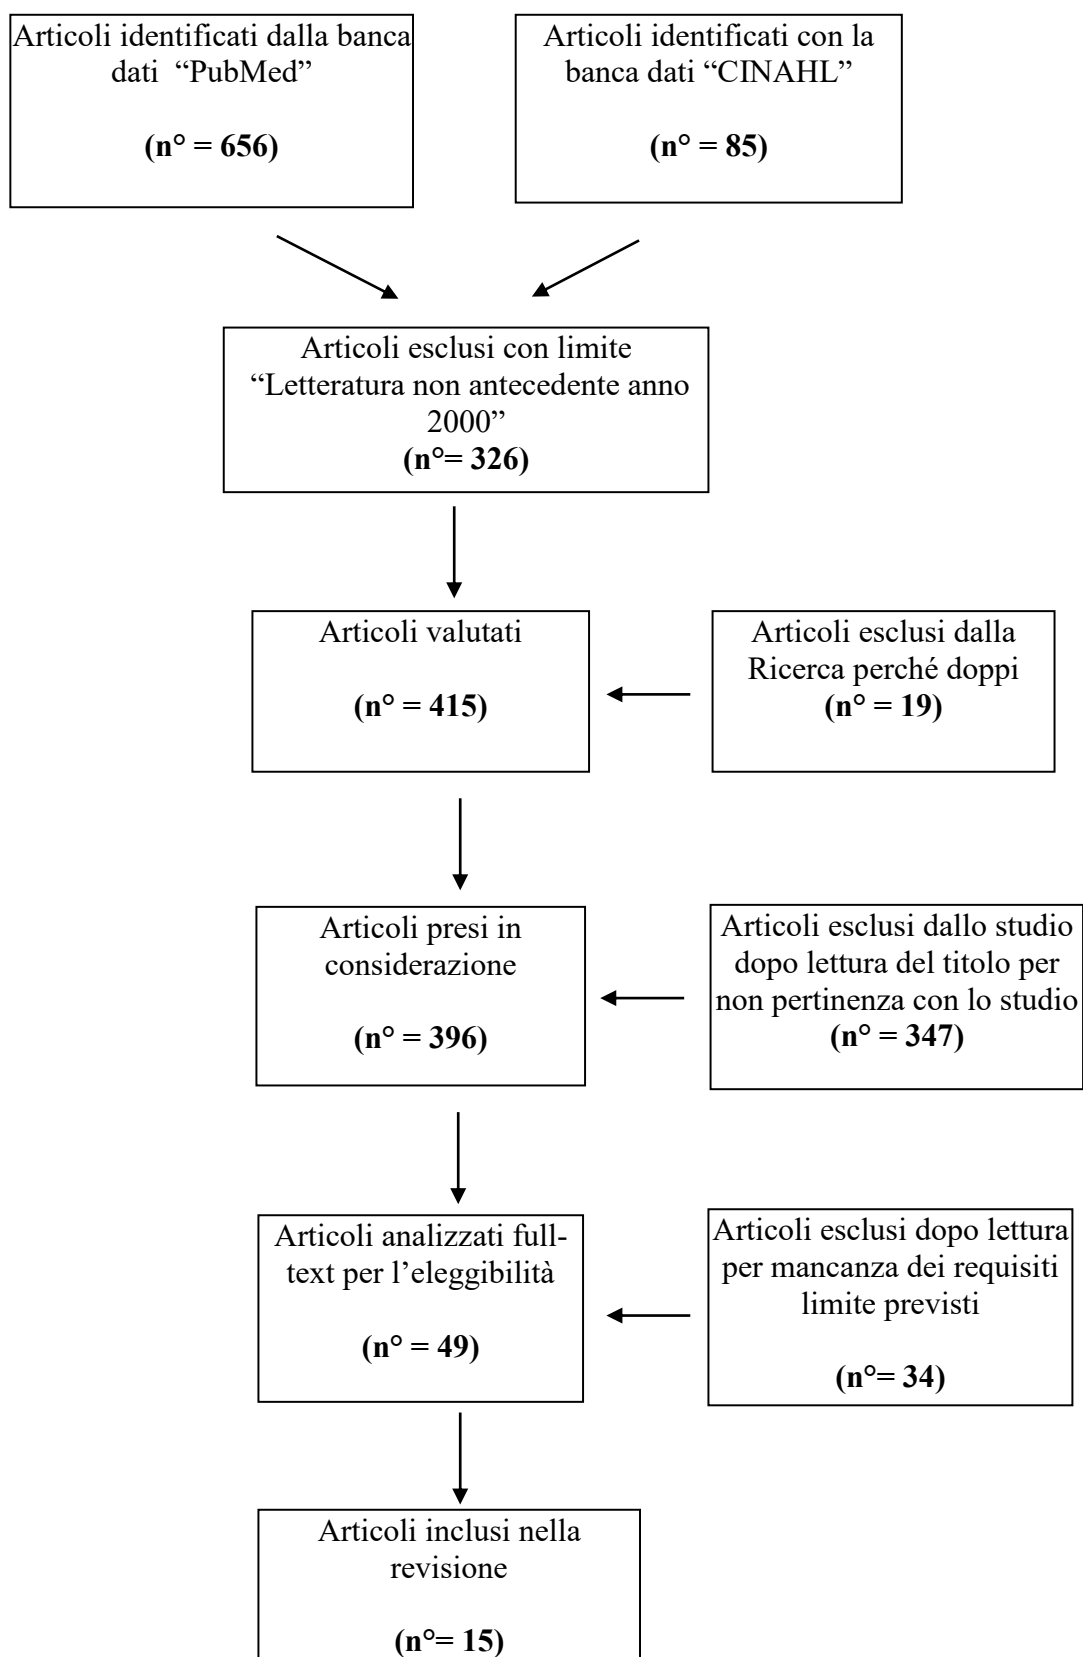 Articoli identificati dalla banca
dati “PubMed”
(n° = 656)
Articoli identificati con la
banca dati “CINAHL”
(n° = 85)
Articoli esclusi con limite
“Letteratura non antecedente anno
2000”
(n°= 326)
Articoli valutati
(n° = 415)
Articoli esclusi dalla
Ricerca perché doppi
(n° = 19)
Articoli presi in
considerazione
(n° = 396)
Articoli esclusi dallo studio
dopo lettura del titolo per
non pertinenza con lo studio
(n° = 347)
Articoli analizzati full-
text per l’eleggibilità
(n° = 49)
Articoli esclusi dopo lettura
per mancanza dei requisiti
limite previsti
(n°= 34)
Articoli inclusi nella
revisione
(n°= 15)